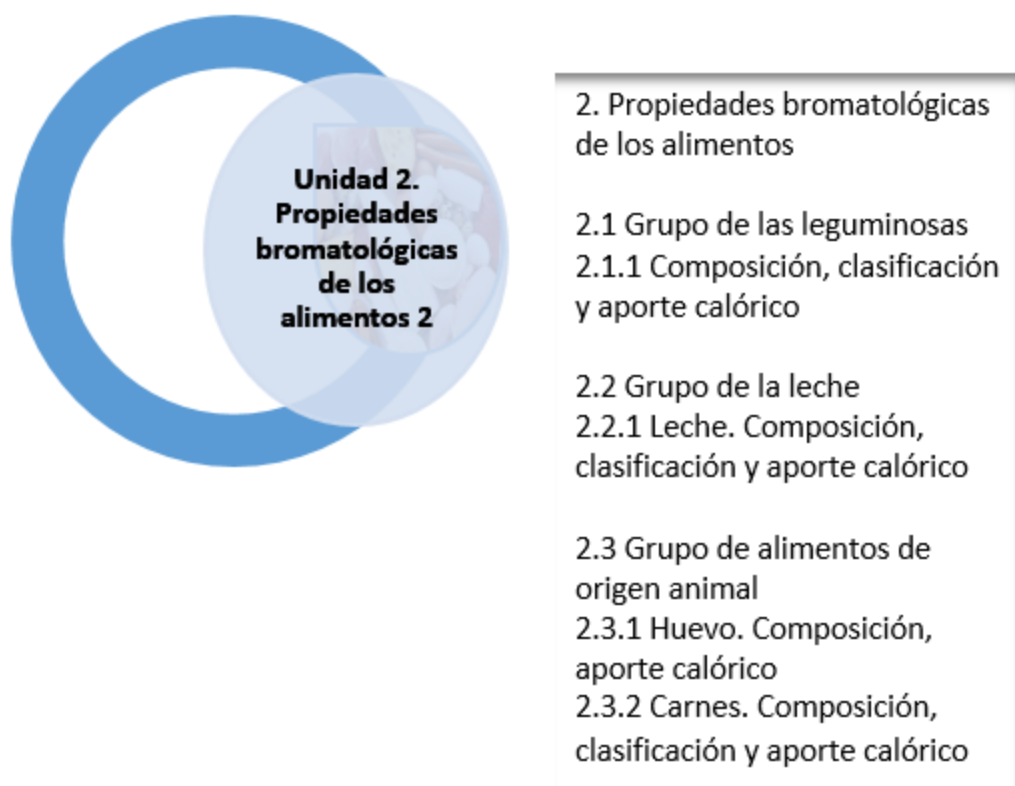 Unidad 2.
Propiedades
bromatológicas
de los
alimentos 2
2. Propiedades bromatológicas
de los alimentos
2.1 Grupo de las leguminosas
2.1.1 Composición, clasificación
y aporte calórico
2.2 Grupo de la leche
2.2.1 Leche. Composición,
clasificación y aporte calórico
2.3 Grupo de alimentos de
origen animal
2.3.1 Huevo. Composición,
aporte calórico
2.3.2 Carnes. Composición,
clasificación y aporte calórico